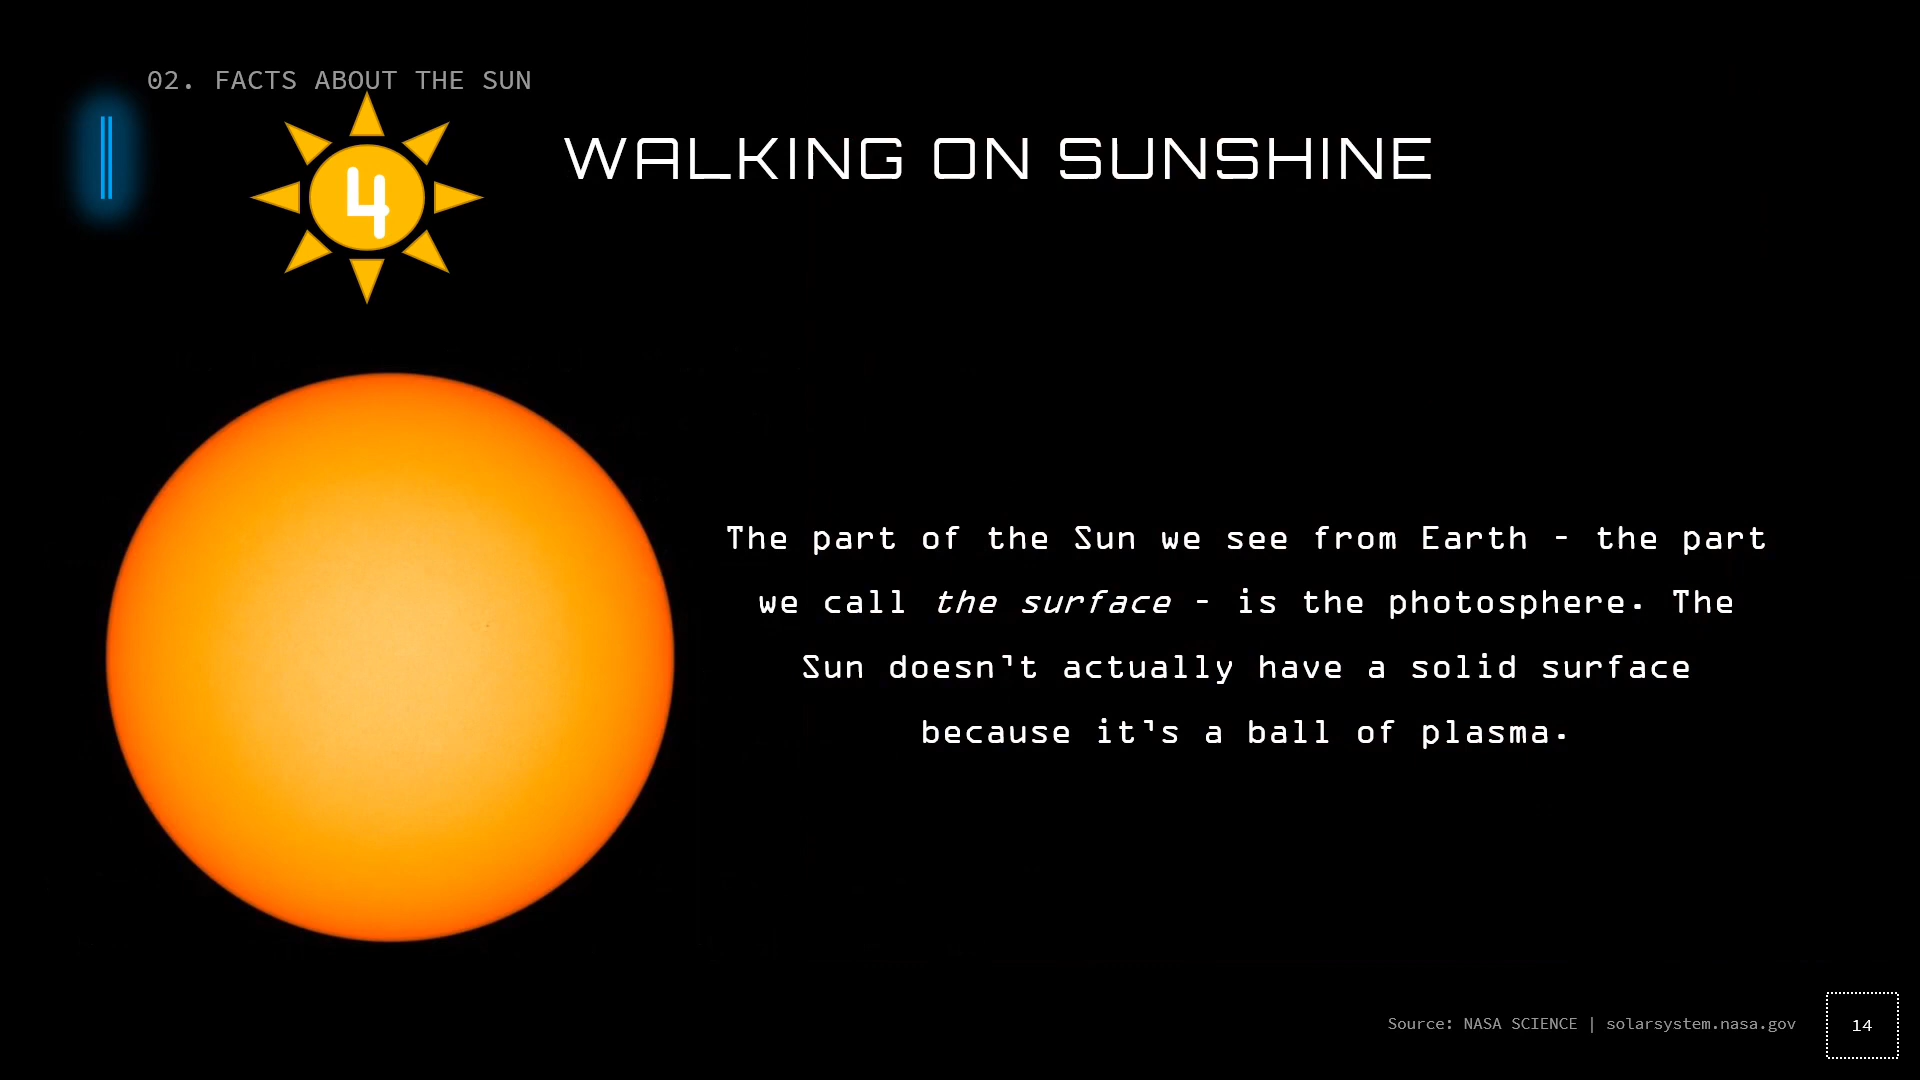 02. FACTS ABOUT THE SUN
4
WALKING ON SUNSHINE
The part of the Sun we see from Earth - the part
we call the surface - is the photosphere. The
Sun doesn't actually have a solid surface
because it's a ball of plasma.
Source: NASA SCIENCE | solarsystem.nasa.gov
14